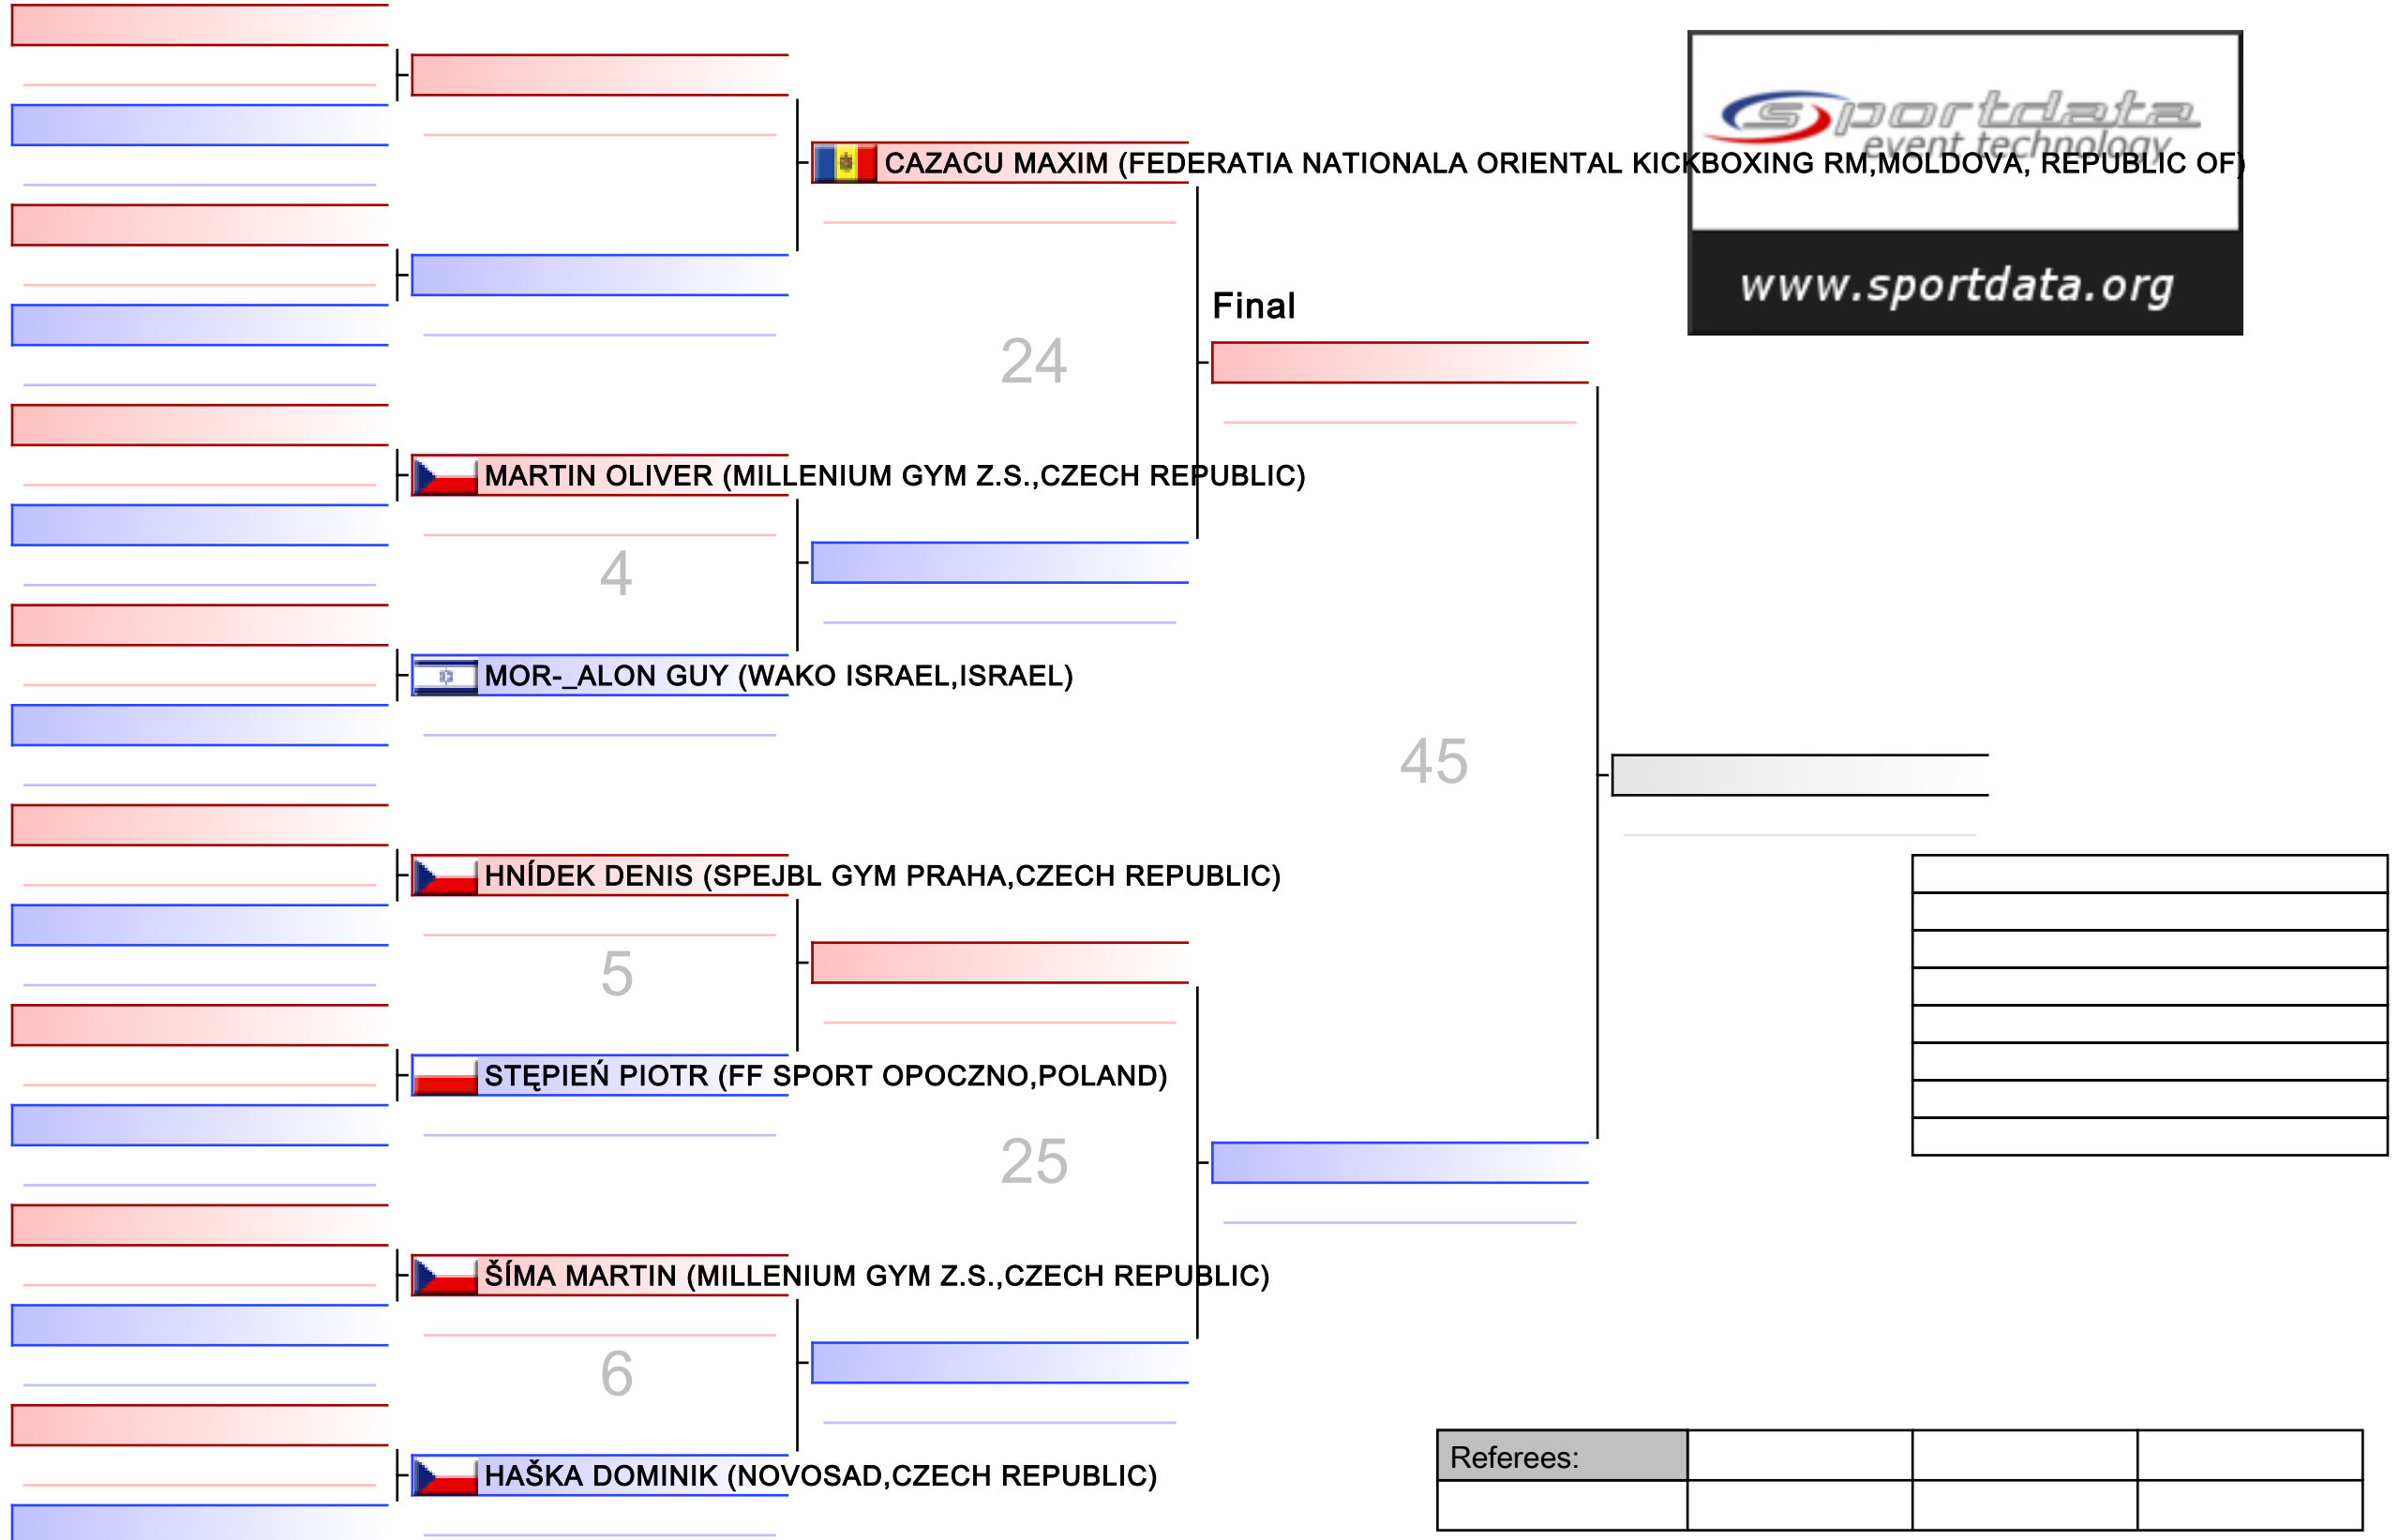 sportdata
event technology
CAZACU MAXIM (FEDERATIA NATIONALA ORIENTAL KICKBOXING RM,MOLDOVA, REPUBLIC OF)
www.sportdata.org
Final
24
MARTIN OLIVER (MILLENIUM GYM Z.S.,CZECH REPUBLIC)
4
MOR-_ALON GUY (WAKO ISRAEL,ISRAEL)
45
HNÍDEK DENIS (SPEJBL GYM PRAHA,CZECH REPUBLIC)
5
STĘPIEŃ PIOTR (FF SPORT OPOCZNO,POLAND)
25
ŠÍMA MARTIN (MILLENIUM GYM Z.S.,CZECH REPUBLIC)
6
HAŠKA DOMINIK (NOVOSAD,CZECH REPUBLIC)
Referees: